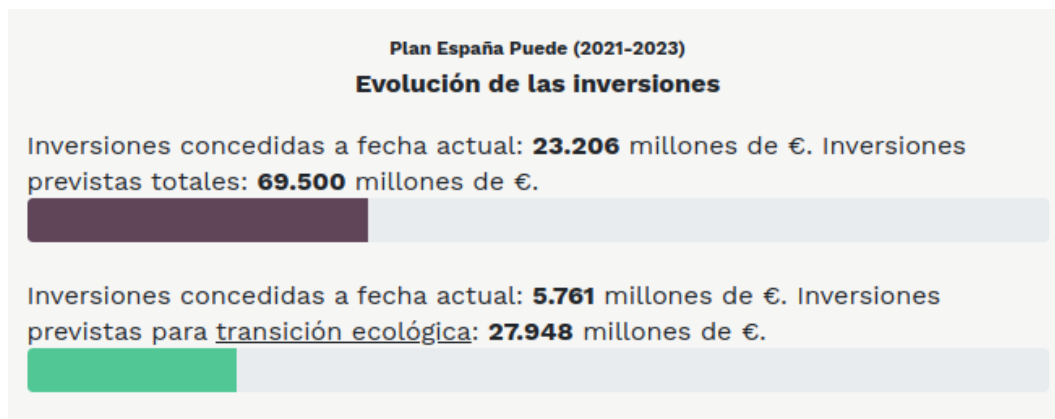 Plan España Puede (2021-2023)
Evolución de las inversiones
Inversiones concedidas a fecha actual: 23.206 millones de €. Inversiones
previstas totales: 69.500 millones de €.
Inversiones concedidas a fecha actual: 5.761 millones de €. Inversiones
previstas para transición ecológica: 27.948 millones de €.